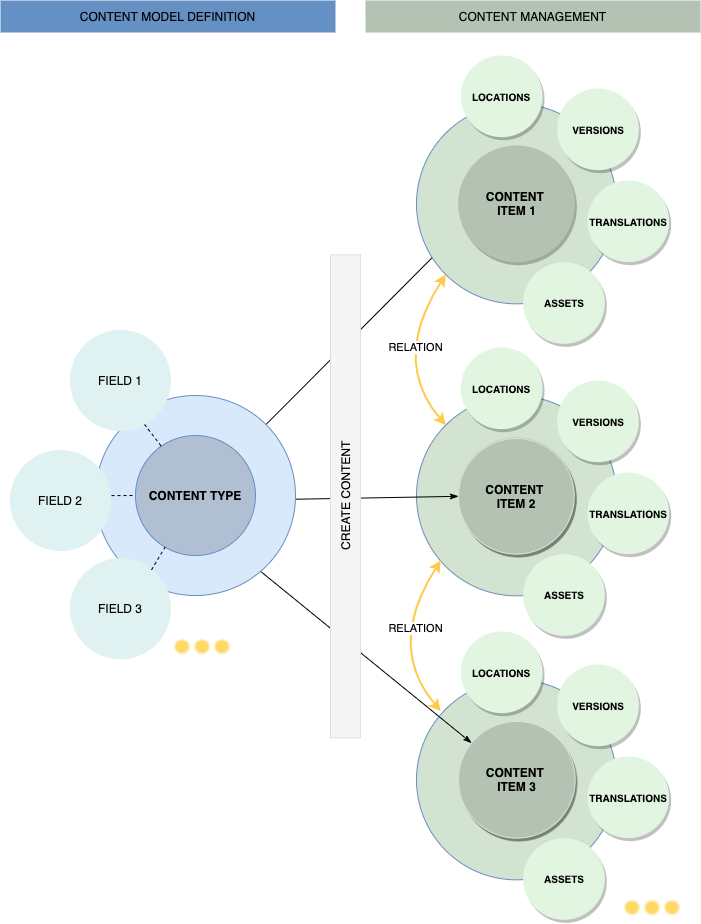 CONTENT MODEL DEFINITION
CONTENT MANAGEMENT
LOCATIONS
VERSIONS
CONTENT
ITEM 1
TRANSLATIONS
ASSETS
RELATION
FIELD 1
FIELD 2
FIELD 3
CONTENT TYPE
CREATE CONTENT
LOCATIONS
VERSIONS
CONTENT
ITEM 2
TRANSLATIONS
ASSETS
RELATION
LOCATIONS
VERSIONS
CONTENT
ITEM 3
TRANSLATIONS
ASSETS